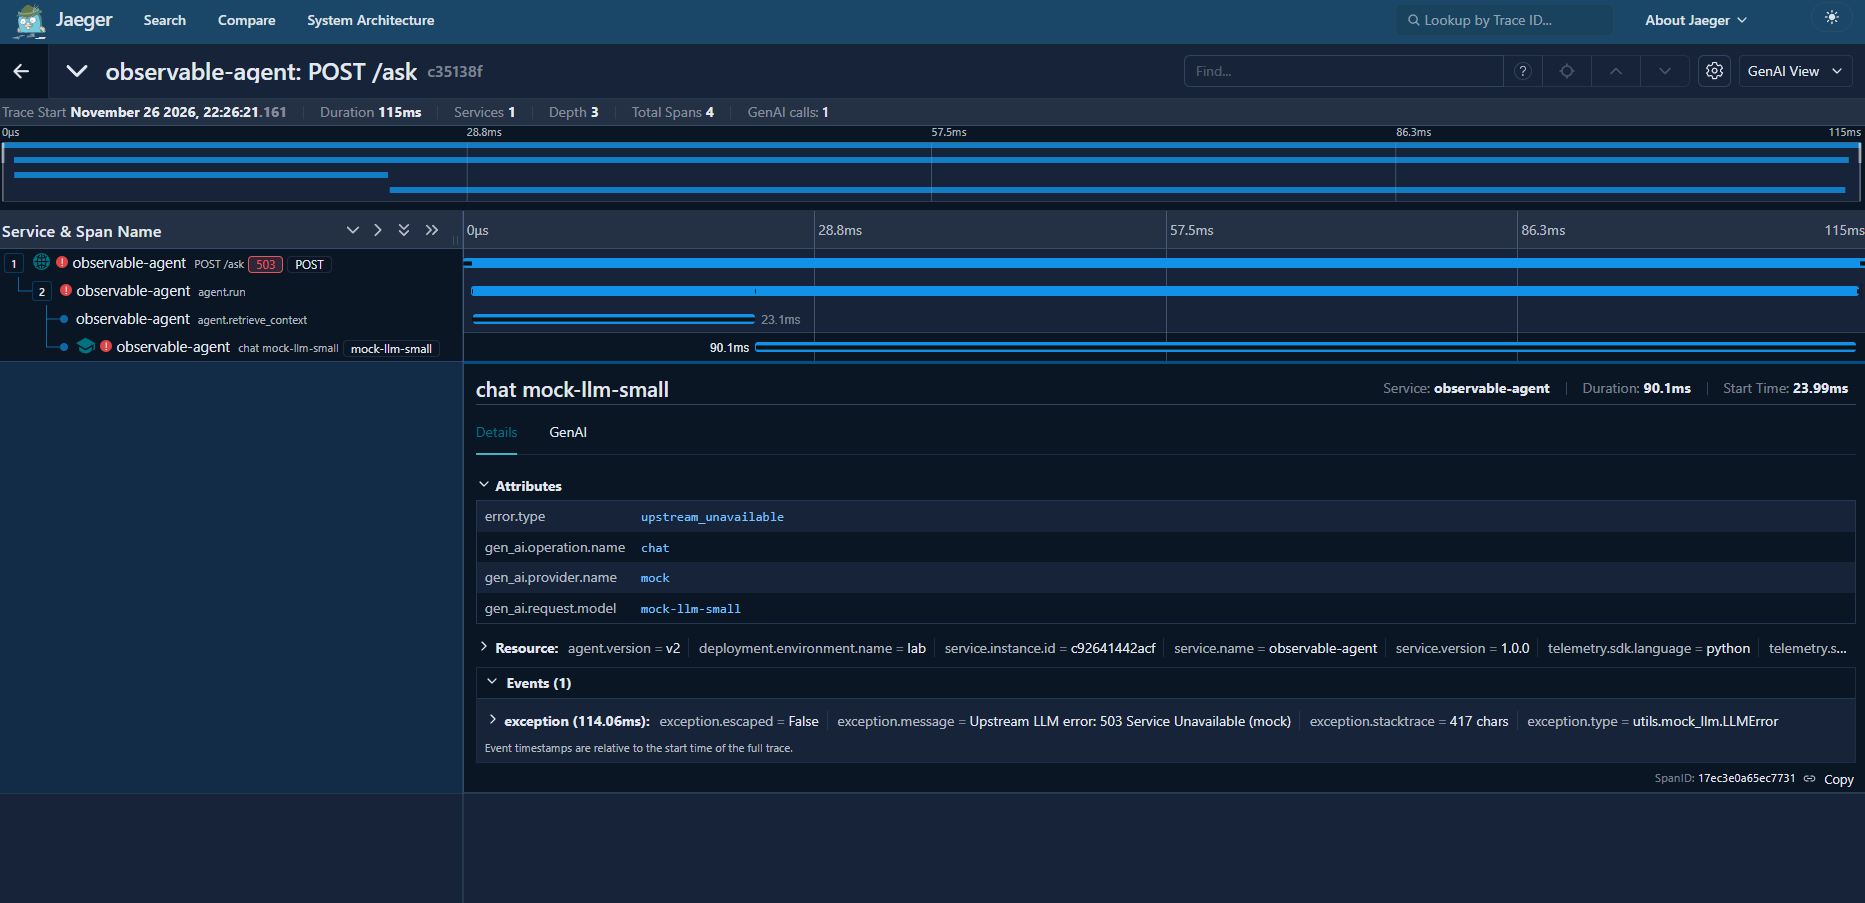 Jaeger Search Compare System Architecture Lookup by Trace ID... About Jaeger
observable-agent: POST /ask c35138f Find... ? GenAI View
Trace Start November 26 2026, 22:26:21.161 Duration 115ms Services 1 Depth 3 Total Spans 4 GenAI calls: 1
0μs 28.8ms 57.5ms 86.3ms 115ms
Service & Span Name 0μs 28.8ms 57.5ms 86.3ms 115ms
1 observable-agent POST /ask 503 POST
2 observable-agent agent.run
observable-agent agent.retrieve_context 23.1ms
observable-agent chat mock-llm-small mock-llm-small 90.1ms
chat mock-llm-small Service: observable-agent Duration: 90.1ms Start Time: 23.99ms
Details GenAI
Attributes
error.type upstream_unavailable
gen_ai.operation.name chat
gen_ai.provider.name mock
gen_ai.request.model mock-llm-small
Resource: agent.version = v2 deployment.environment.name = lab service.instance.id = c92641442acf service.name = observable-agent service.version = 1.0.0 telemetry.sdk.language = python telemetry.s...
Events (1)
exception (114.06ms): exception.escaped = False exception.message = Upstream LLM error: 503 Service Unavailable (mock) exception.stacktrace = 417 chars exception.type = utils.mock_llm.LLMError
Event timestamps are relative to the start time of the full trace.
SpanID: 17ec3e0a65ec7731 Copy